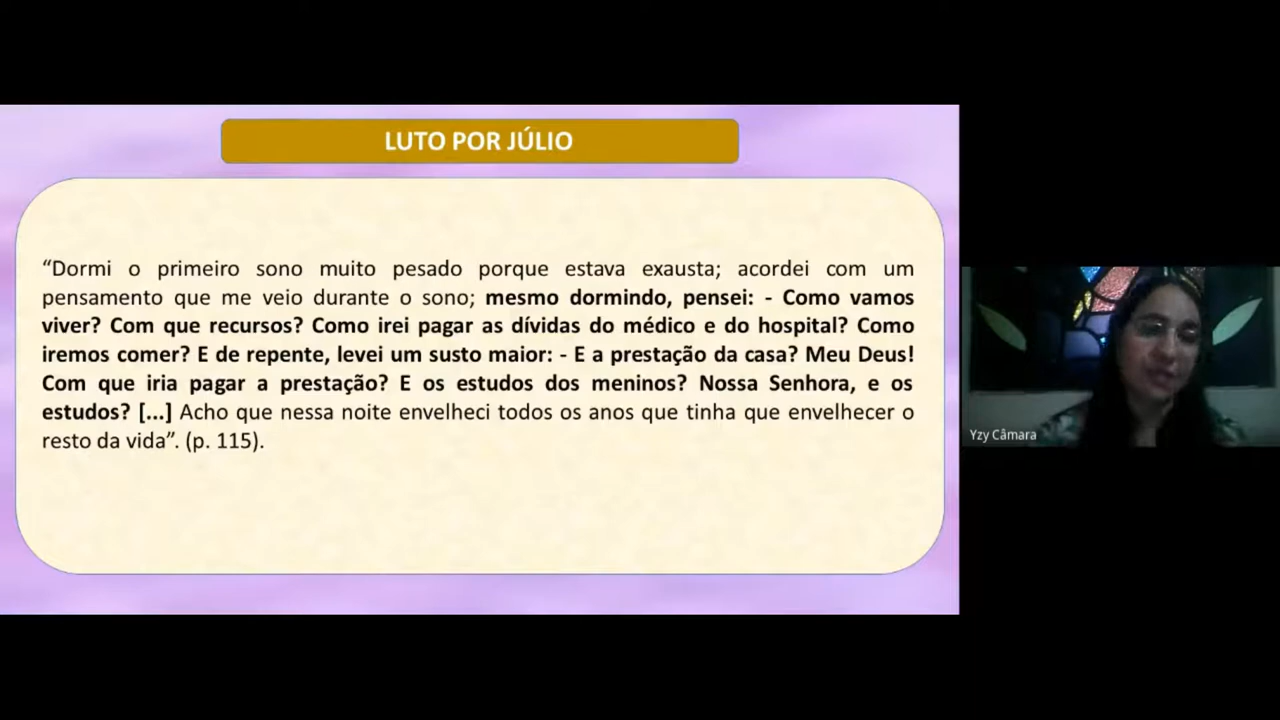 LUTO POR JÚLIO
“Dormi o primeiro sono muito pesado porque estava exausta; acordei com um
pensamento que me veio durante o sono; mesmo dormindo, pensei: - Como vamos
viver? Com que recursos? Como irei pagar as dívidas do médico e do hospital? Como
iremos comer? E de repente, levei um susto maior: - E a prestação da casa? Meu Deus!
Com que iria pagar a prestação? E os estudos dos meninos? Nossa Senhora, e os
estudos? [...] Acho que nessa noite envelheci todos os anos que tinha que envelhecer o
resto da vida”. (p. 115).
Yzy Câmara